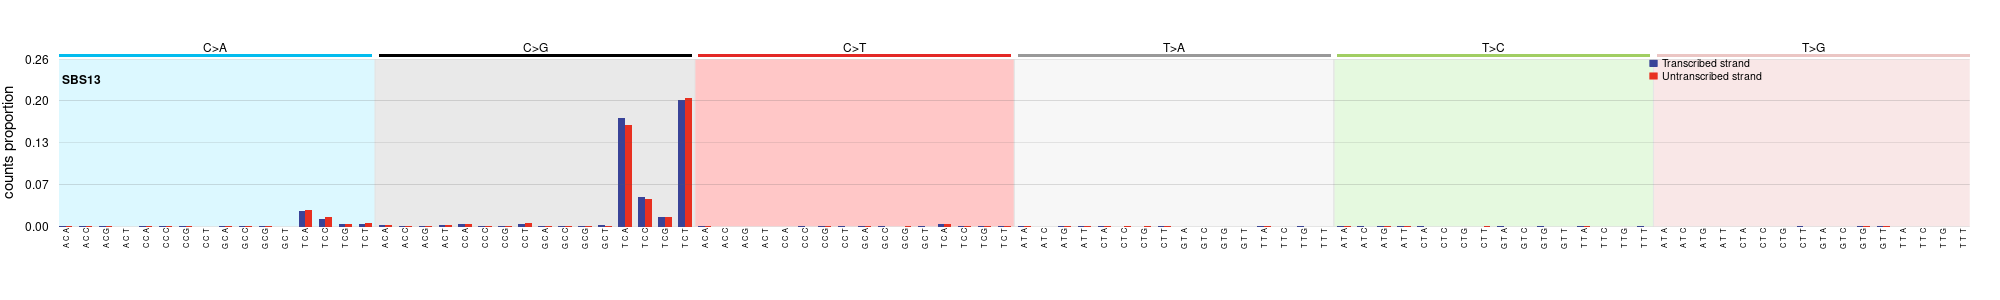 C>A C>G C>T T>A T>C T>G
0.26
SBS13
Transcribed strand
Untranscribed strand
0.20
0.13
0.07
0.00
counts proportion
ACA ACC ACG ACT CCA CCC CCG CCT GCA GCC GCG GCT TCA TCC TCG TCT ACA ACC ACG ACT CCA CCC CCG CCT GCA GCC GCG GCT TCA TCC TCG TCT ACA ACC ACG ACT CCA CCC CCG CCT GCA GCC GCG GCT TCA TCC TCG TCT ATA ATC ATG ATT CTA CTC CTG CTT GTA GTC GTG GTT TTA TTC TTG TTT ATA ATC ATG ATT CTA CTC CTG CTT GTA GTC GTG GTT TTA TTC TTG TTT ATA ATC ATG ATT CTA CTC CTG CTT GTA GTC GTG GTT TTA TTC TTG TTT